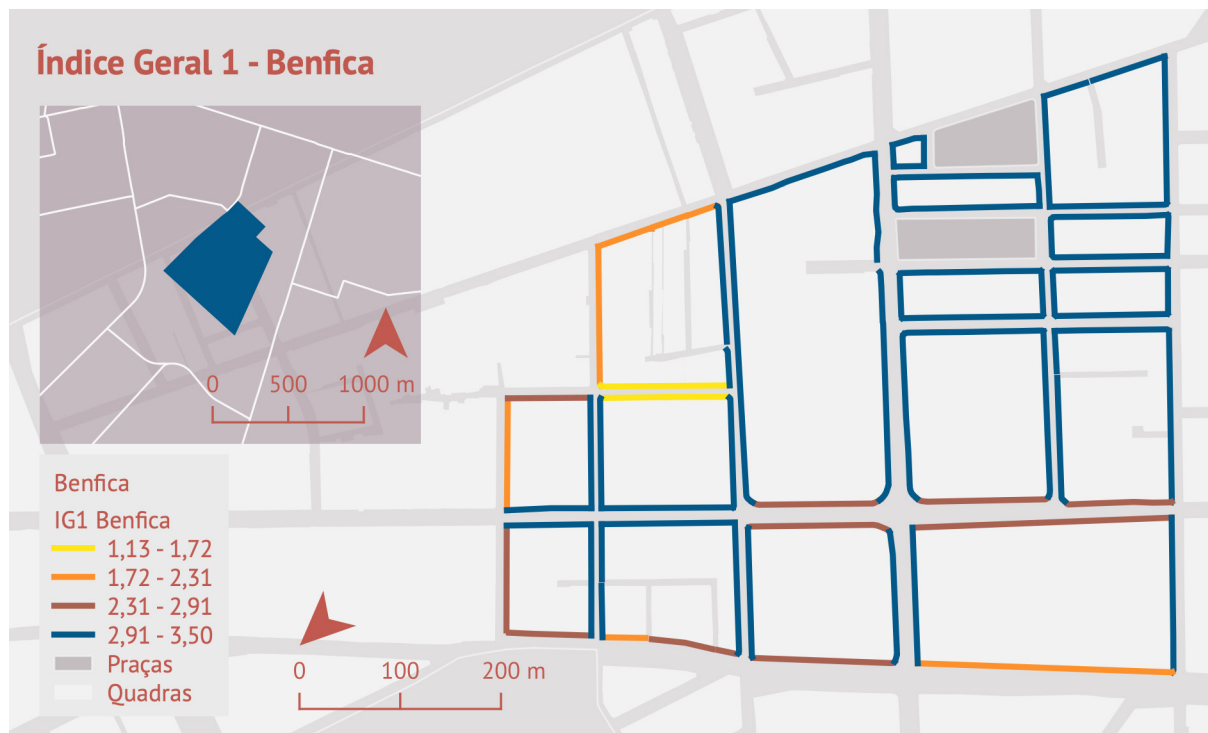 Índice Geral 1 - Benfica
0 500 1000 m
Benfica
IG1 Benfica
1,13 - 1,72
1,72 - 2,31
2,31 - 2,91
2,91 - 3,50
Praças
Quadras
0 100 200 m